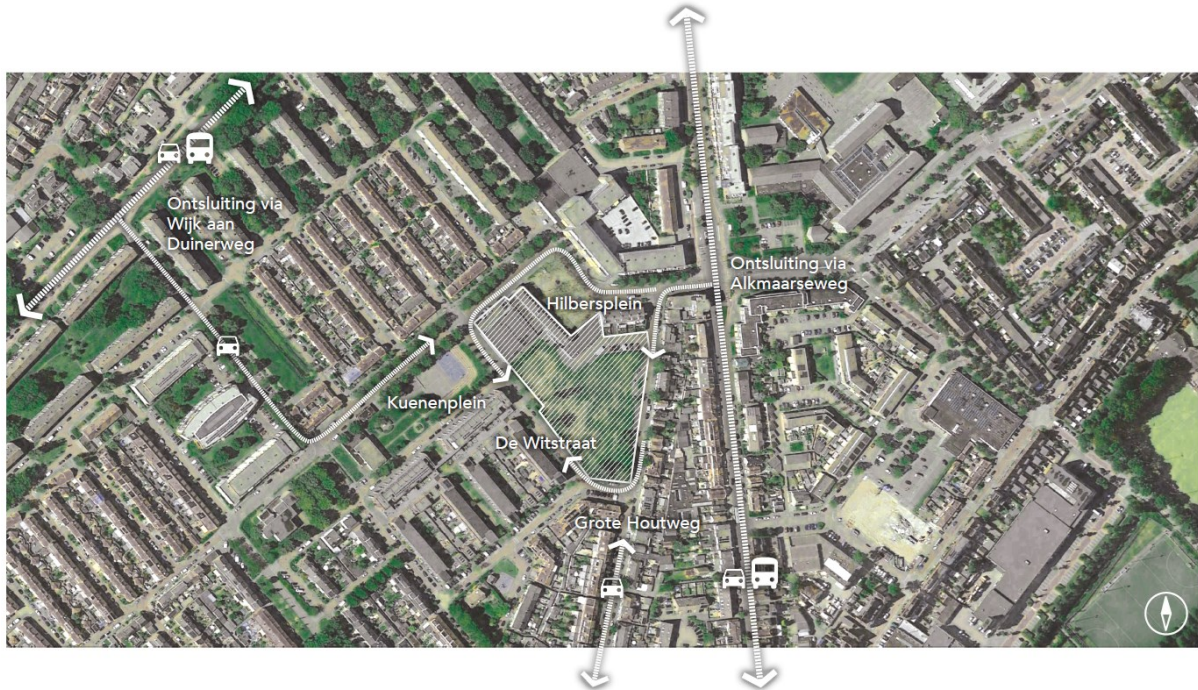 Ontsluiting via
Wijk aan
Duinerweg
Ontsluiting via
Alkmaarseweg
Hilbersplein
Kuenenplein
De Witstraat
Grote Houtweg